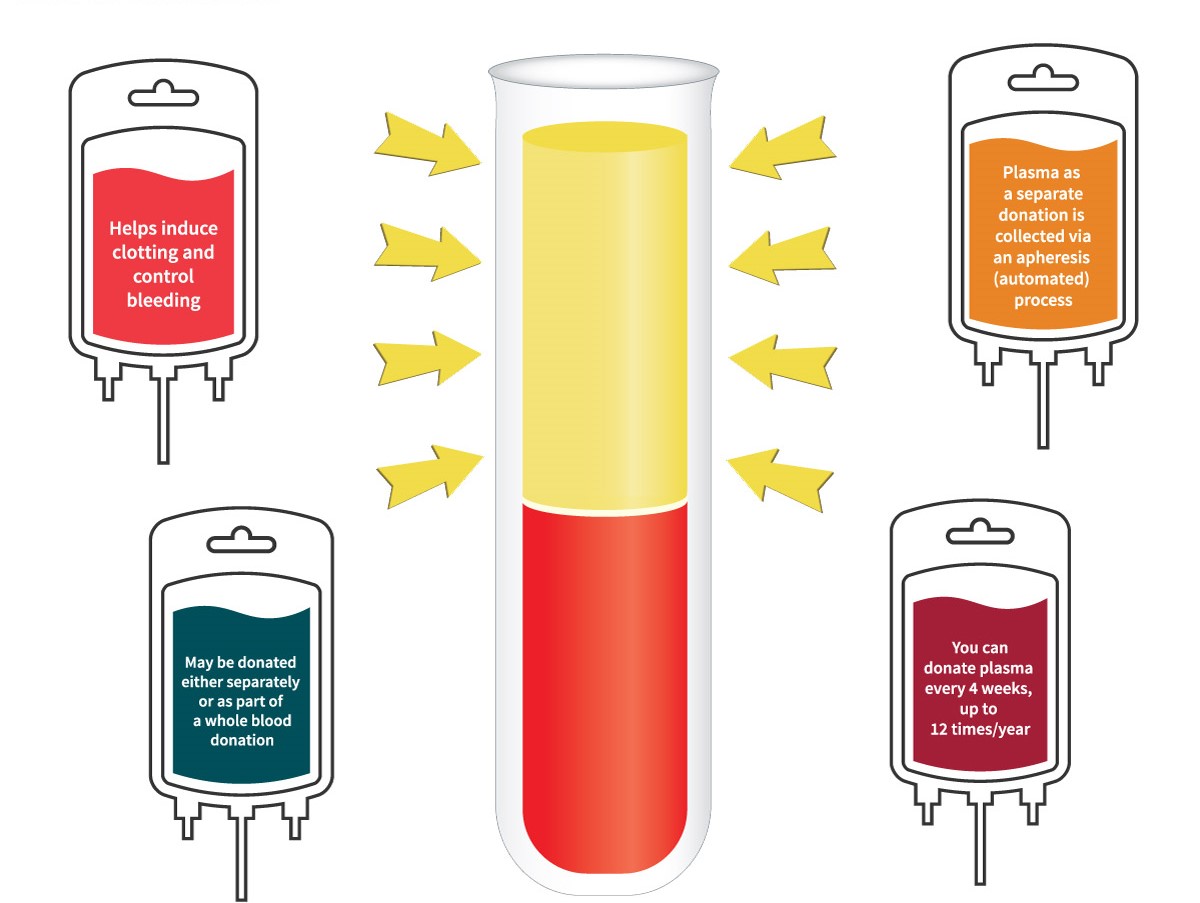 Helps induce
clotting and
control
bleeding
Plasma as
a separate
donation is
collected via
an apheresis
(automated)
process
May be donated
either separately
or as part of
a whole blood
donation
You can
donate plasma
every 4 weeks,
up to
12 times/year